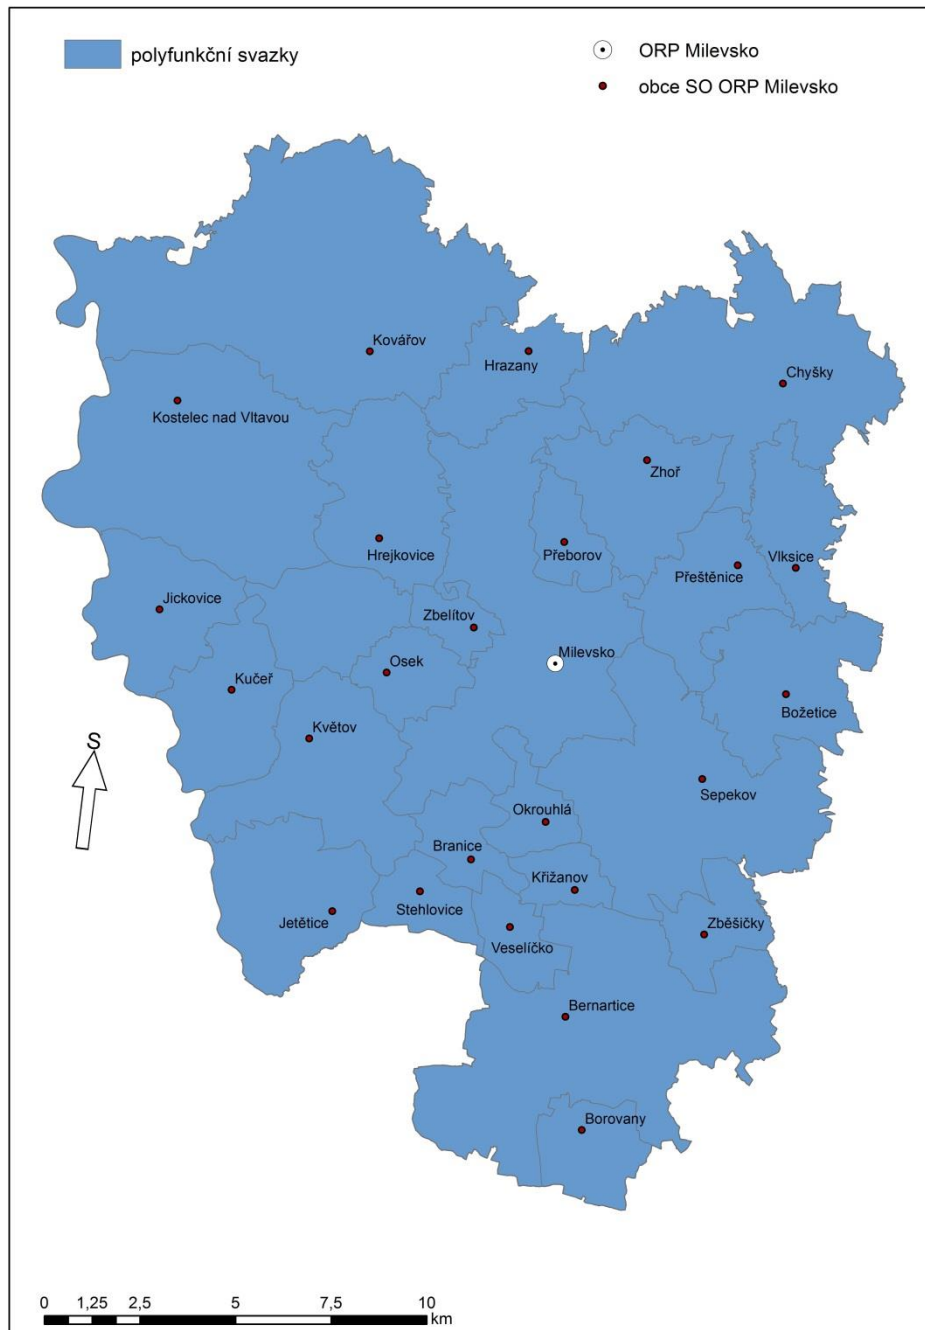 polyfunkční svazky
ORP Milevsko
obce SO ORP Milevsko
Kovářov
Hrazany
Chyšky
Kostelec nad Vltavou
Zhoř
Hrejkovice
Přeborov
Přeštěnice
Vlksice
Jickovice
Zbelítov
Osek
Milevsko
Kučeř
Božetice
Květov
S
Sepekov
Okrouhlá
Branice
Křižanov
Jetětice
Stehlovice
Veselíčko
Zběšičky
Bernartice
Borovany
0 1,25 2,5 5 7,5 10
km